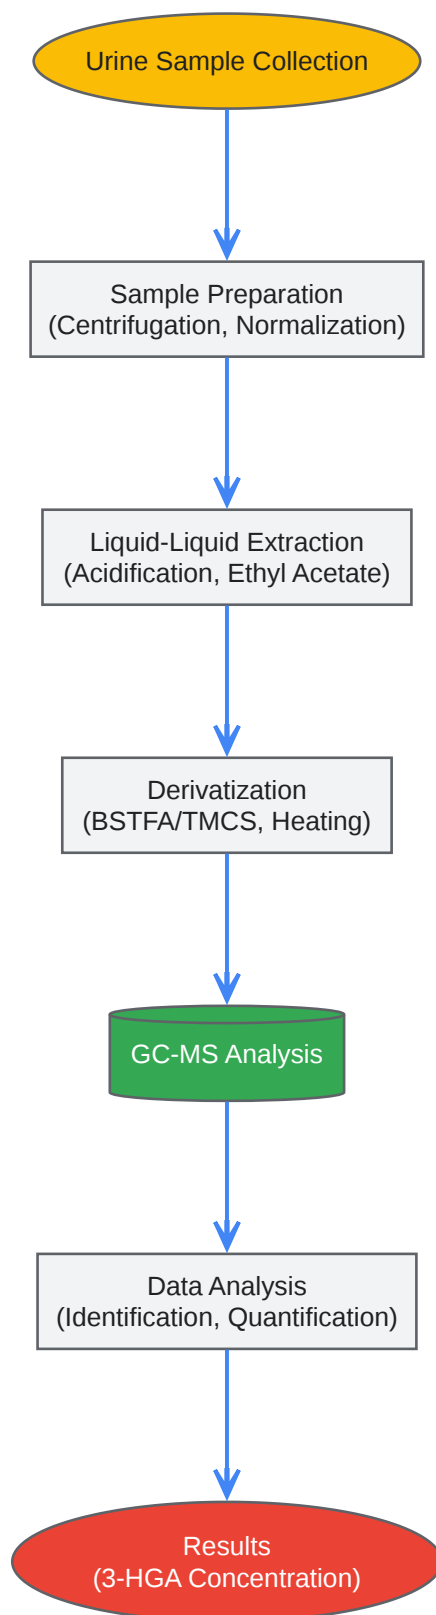 Urine Sample Collection
Sample Preparation
(Centrifugation, Normalization)
Liquid-Liquid Extraction
(Acidification, Ethyl Acetate)
Derivatization
(BSTFA/TMCS, Heating)
GC-MS Analysis
Data Analysis
(Identification, Quantification)
Results
(3-HGA Concentration)